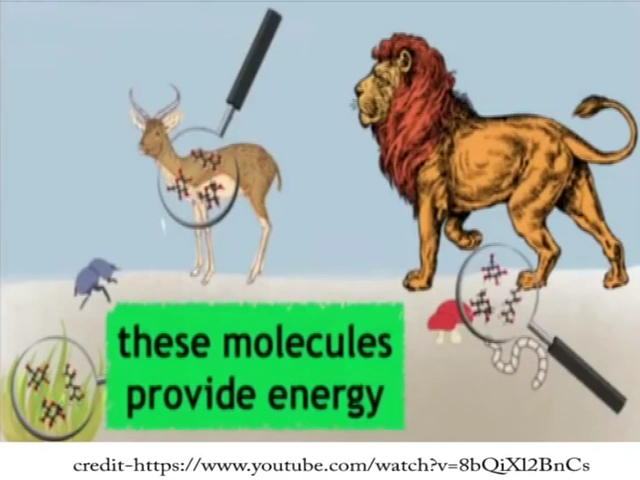 these molecules
provide energy
credit-https://www.youtube.com/watch?v=8bQiXl2BnCs